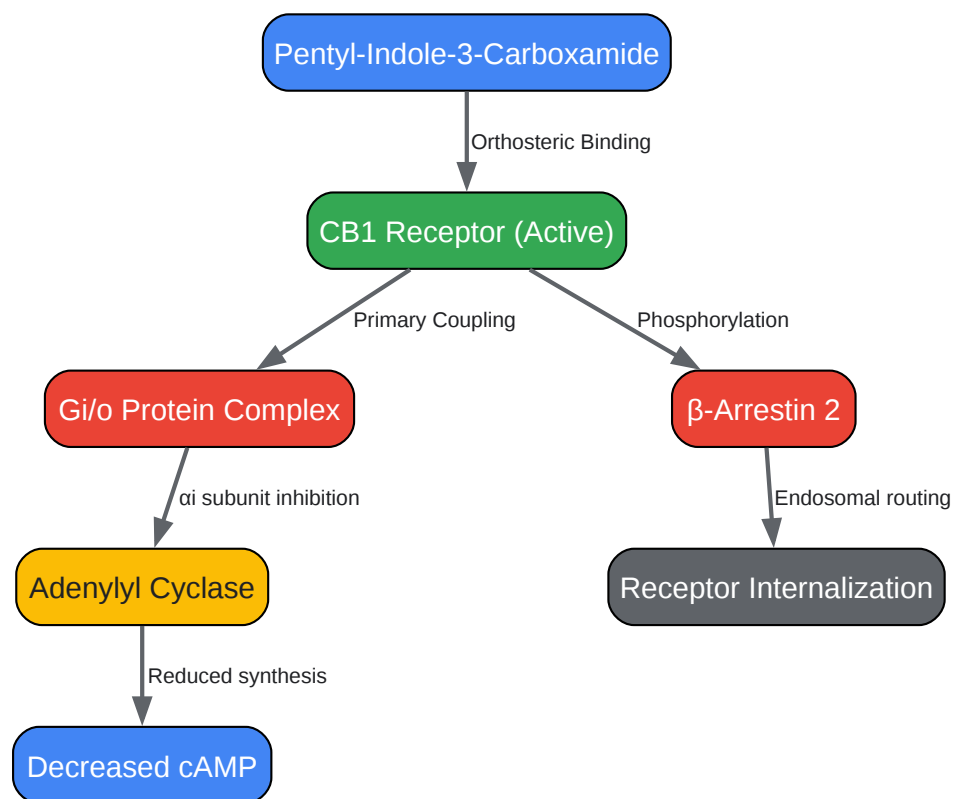 Pentyl-Indole-3-Carboxamide
Orthosteric Binding
CB1 Receptor (Active)
Primary Coupling
Phosphorylation
Gi/o Protein Complex
β-Arrestin 2
αi subunit inhibition
Endosomal routing
Adenylyl Cyclase
Receptor Internalization
Reduced synthesis
Decreased cAMP